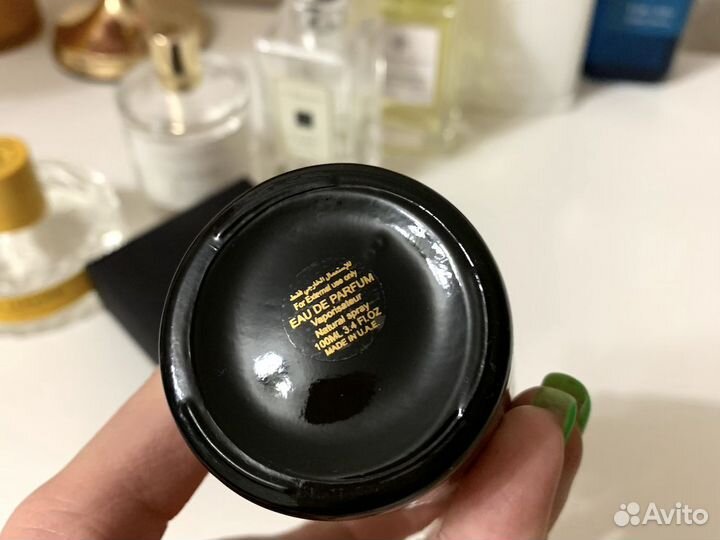 للإستعمال الخارجي فقط
For External use only
EAU DE PARFUM
Vaporisateur
Natural spray
100ML 3.4 FL.OZ
MADE IN U.A.E
Avito